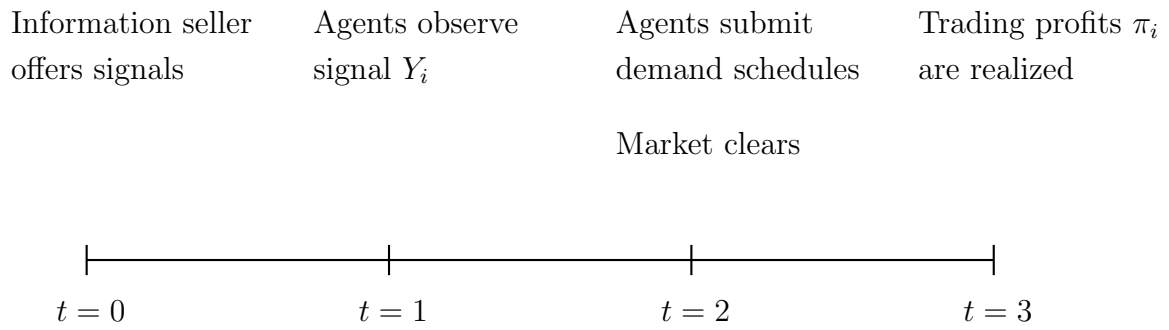 Information seller
offers signals
Agents observe
signal Y_i
Agents submit
demand schedules
Market clears
Trading profits π_i
are realized
t = 0
t = 1
t = 2
t = 3